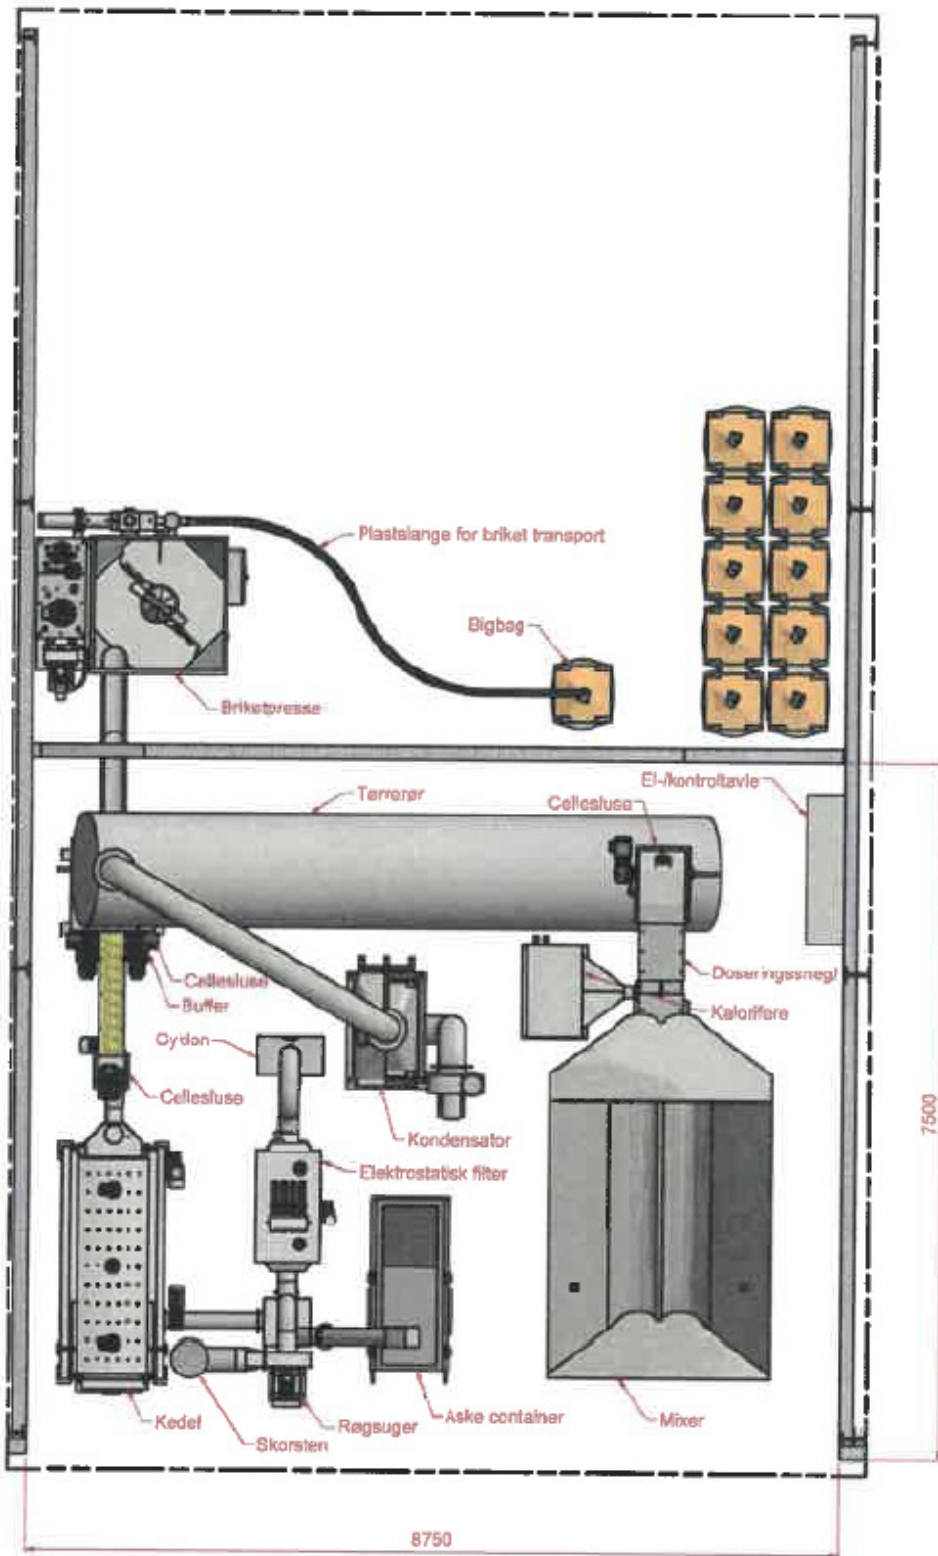 Plastslange for briket transport
Bigbag
Briketpresse
El-/kontroltavle
Tørrerør
Cellesluse
Cellesluse
Doseringssnegl
Buffer
Kalorifere
Cyclon
Cellesluse
Kondensator
7500
Elektrostatisk filter
Kedel
Røgsuger
Aske container
Mixer
Skorsten
8750